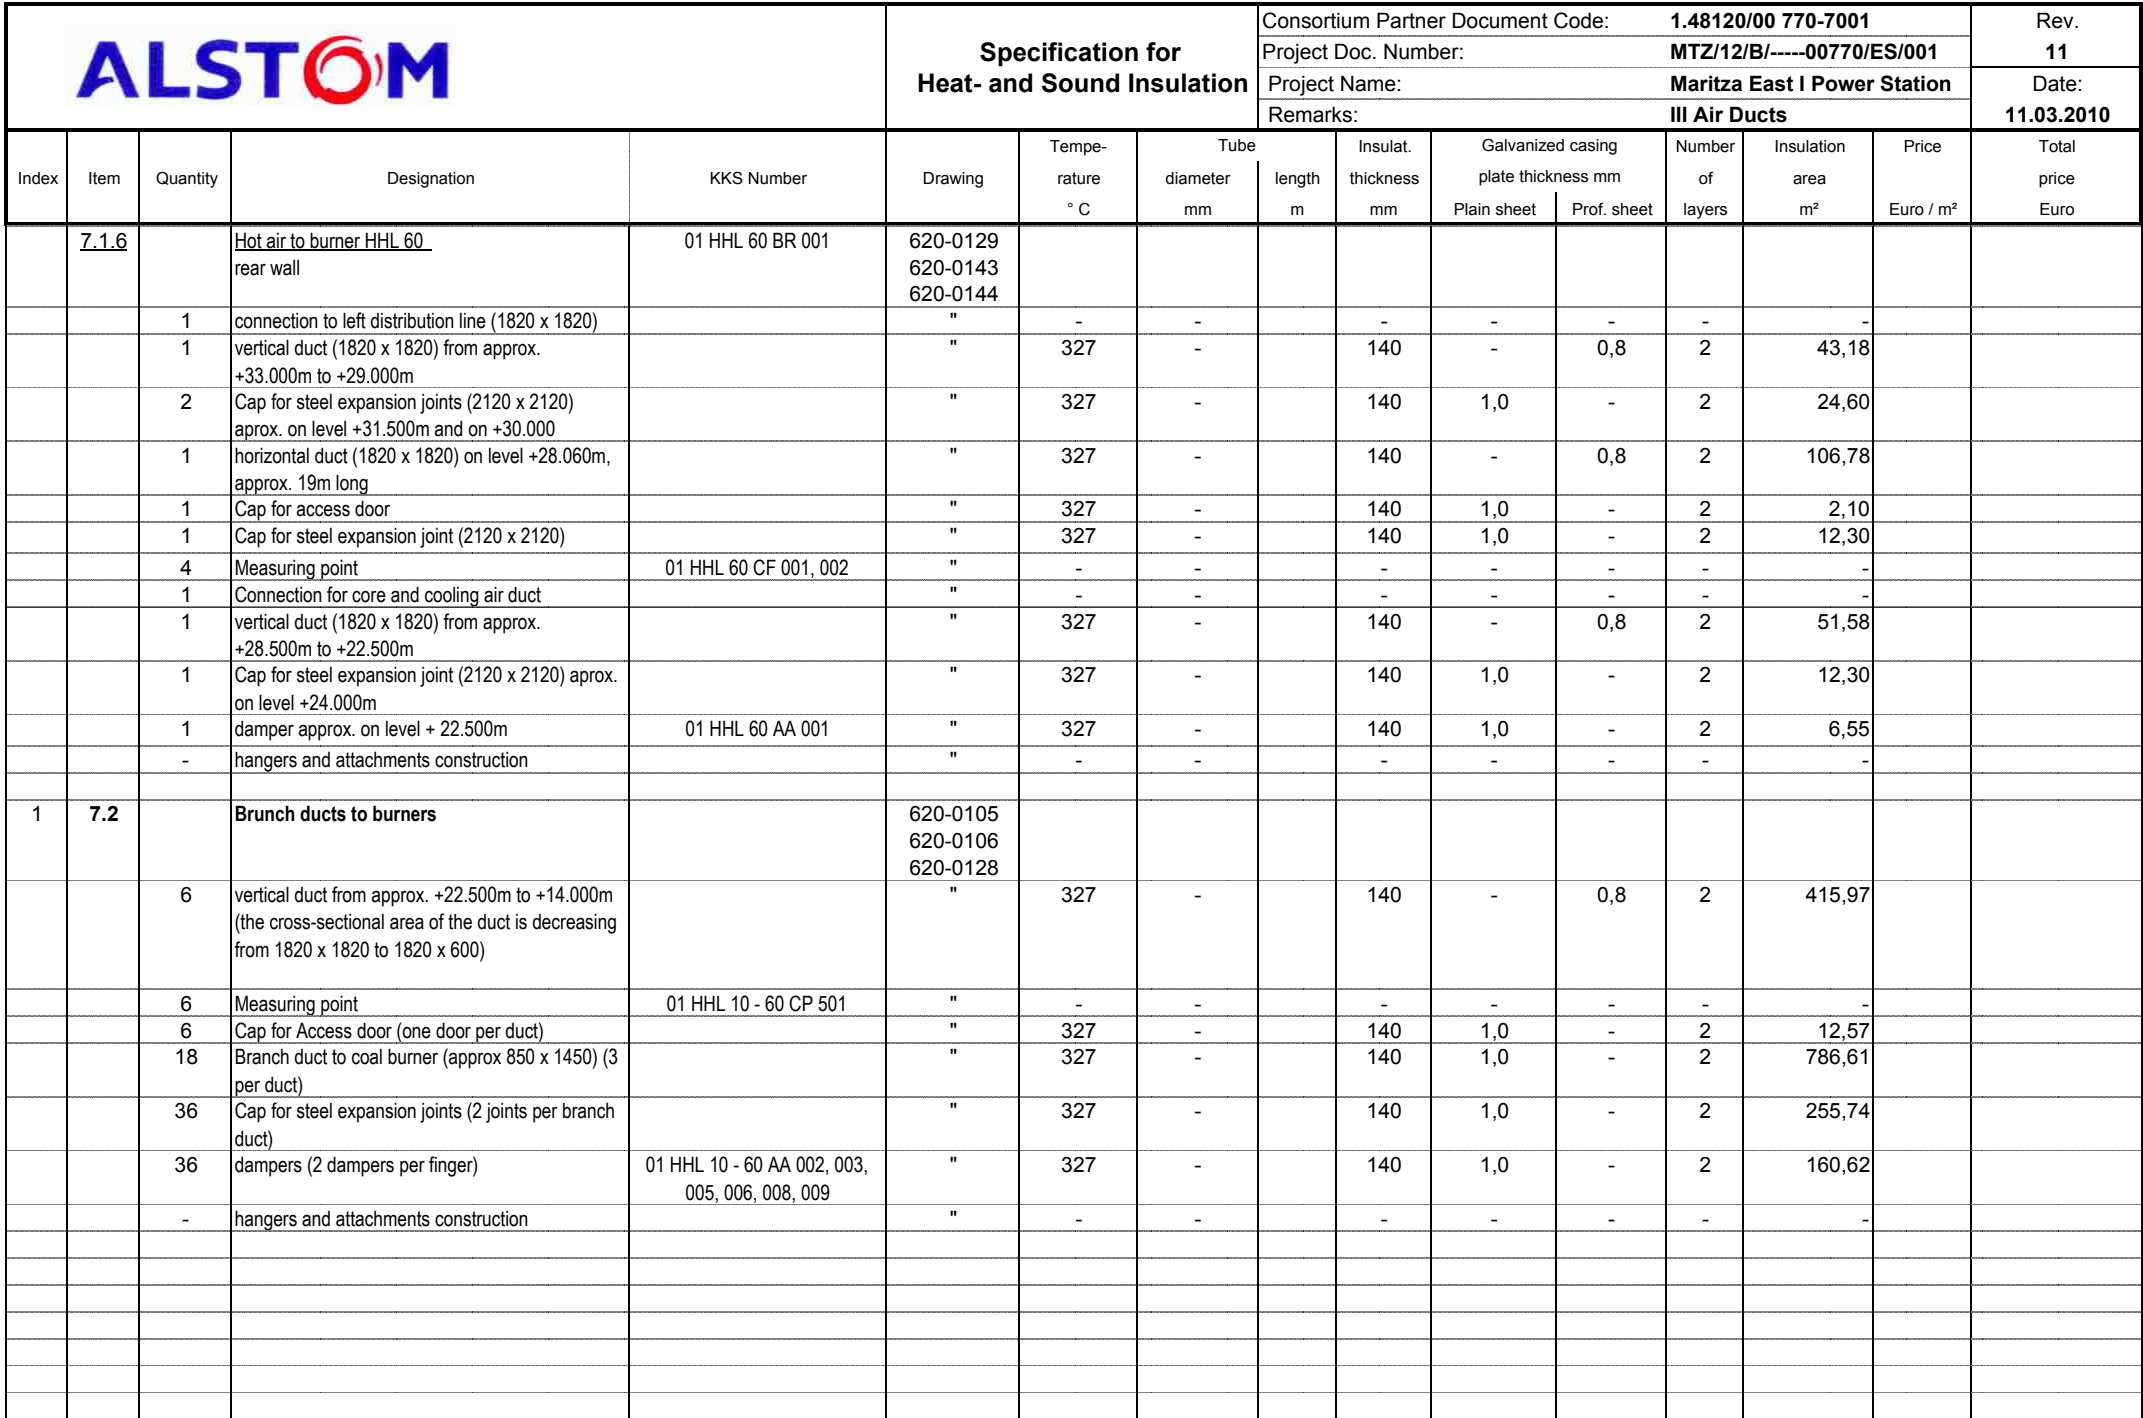 ALSTOM
Specification for
Heat- and Sound Insulation
Consortium Partner Document Code: 1.48120/00 770-7001
Project Doc. Number: MTZ/12/B/-----00770/ES/001
Project Name: Maritza East I Power Station
Remarks: III Air Ducts
Rev.
11
Date:
11.03.2010
Index Item Quantity Designation KKS Number Drawing
Tempe-
rature
° C
Tube
diameter length
mm m
Insulat.
thickness
mm
Galvanized casing
plate thickness mm
Plain sheet Prof. sheet
Number
of
layers
Insulation
area
m²
Price
Euro / m²
Total
price
Euro
7.1.6 Hot air to burner HHL 60 01 HHL 60 BR 001 620-0129
rear wall 620-0143
620-0144
1 connection to left distribution line (1820 x 1820) " - - - - - - -
1 vertical duct (1820 x 1820) from approx. " 327 - 140 - 0,8 2 43,18
+33.000m to +29.000m
2 Cap for steel expansion joints (2120 x 2120) " 327 - 140 1,0 - 2 24,60
aprox. on level +31.500m and on +30.000
1 horizontal duct (1820 x 1820) on level +28.060m, " 327 - 140 - 0,8 2 106,78
approx. 19m long
1 Cap for access door " 327 - 140 1,0 - 2 2,10
1 Cap for steel expansion joint (2120 x 2120) " 327 - 140 1,0 - 2 12,30
4 Measuring point 01 HHL 60 CF 001, 002 " - - - - - - -
1 Connection for core and cooling air duct " - - - - - - -
1 vertical duct (1820 x 1820) from approx. " 327 - 140 - 0,8 2 51,58
+28.500m to +22.500m
1 Cap for steel expansion joint (2120 x 2120) aprox. " 327 - 140 1,0 - 2 12,30
on level +24.000m
1 damper approx. on level + 22.500m 01 HHL 60 AA 001 " 327 - 140 1,0 - 2 6,55
- hangers and attachments construction " - - - - - - -
1 7.2 Brunch ducts to burners 620-0105
620-0106
620-0128
6 vertical duct from approx. +22.500m to +14.000m " 327 - 140 - 0,8 2 415,97
(the cross-sectional area of the duct is decreasing
from 1820 x 1820 to 1820 x 600)
6 Measuring point 01 HHL 10 - 60 CP 501 " - - - - - - -
6 Cap for Access door (one door per duct) " 327 - 140 1,0 - 2 12,57
18 Branch duct to coal burner (approx 850 x 1450) (3 " 327 - 140 1,0 - 2 786,61
per duct)
36 Cap for steel expansion joints (2 joints per branch " 327 - 140 1,0 - 2 255,74
duct)
36 dampers (2 dampers per finger) 01 HHL 10 - 60 AA 002, 003, " 327 - 140 1,0 - 2 160,62
005, 006, 008, 009
- hangers and attachments construction " - - - - - - -